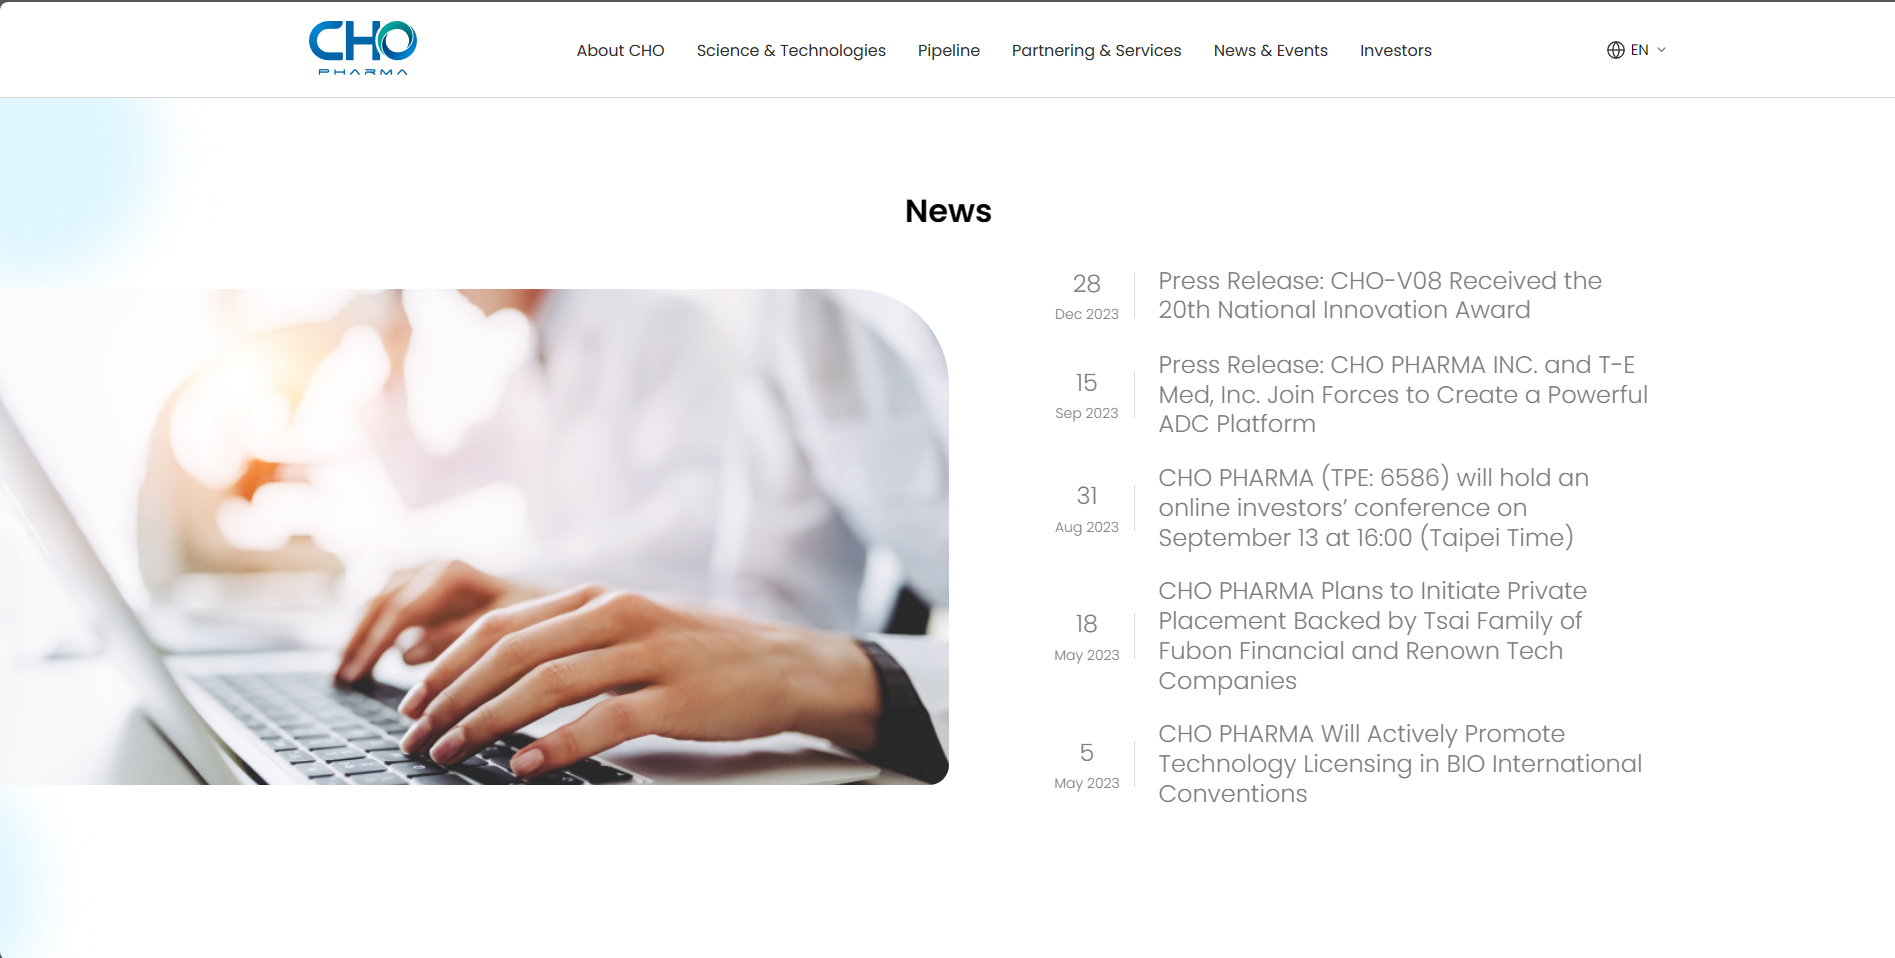 CHO
PHARMA
About CHO
Science & Technologies
Pipeline
Partnering & Services
News & Events
Investors
EN
News
28
Dec 2023
Press Release: CHO-V08 Received the
20th National Innovation Award
15
Sep 2023
Press Release: CHO PHARMA INC. and T-E
Med, Inc. Join Forces to Create a Powerful
ADC Platform
31
Aug 2023
CHO PHARMA (TPE: 6586) will hold an
online investors’ conference on
September 13 at 16:00 (Taipei Time)
18
May 2023
CHO PHARMA Plans to Initiate Private
Placement Backed by Tsai Family of
Fubon Financial and Renown Tech
Companies
5
May 2023
CHO PHARMA Will Actively Promote
Technology Licensing in BIO International
Conventions